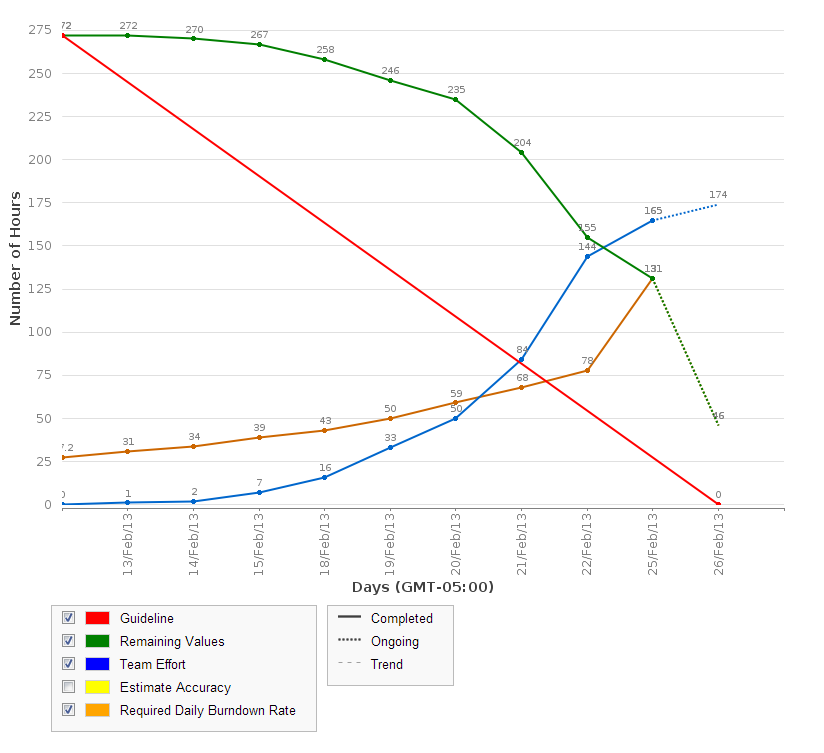 275
250
225
200
175
150
125
100
75
50
25
0
Number of Hours
272
270
267
258
246
235
204
155
131
46
165
174
144
84
50
33
16
7
2
1
0
31
34
39
43
50
59
68
78
0
13/Feb/13
14/Feb/13
15/Feb/13
18/Feb/13
19/Feb/13
20/Feb/13
21/Feb/13
22/Feb/13
25/Feb/13
26/Feb/13
Days (GMT-05:00)
Guideline
Remaining Values
Team Effort
Estimate Accuracy
Required Daily Burndown Rate
Completed
Ongoing
Trend